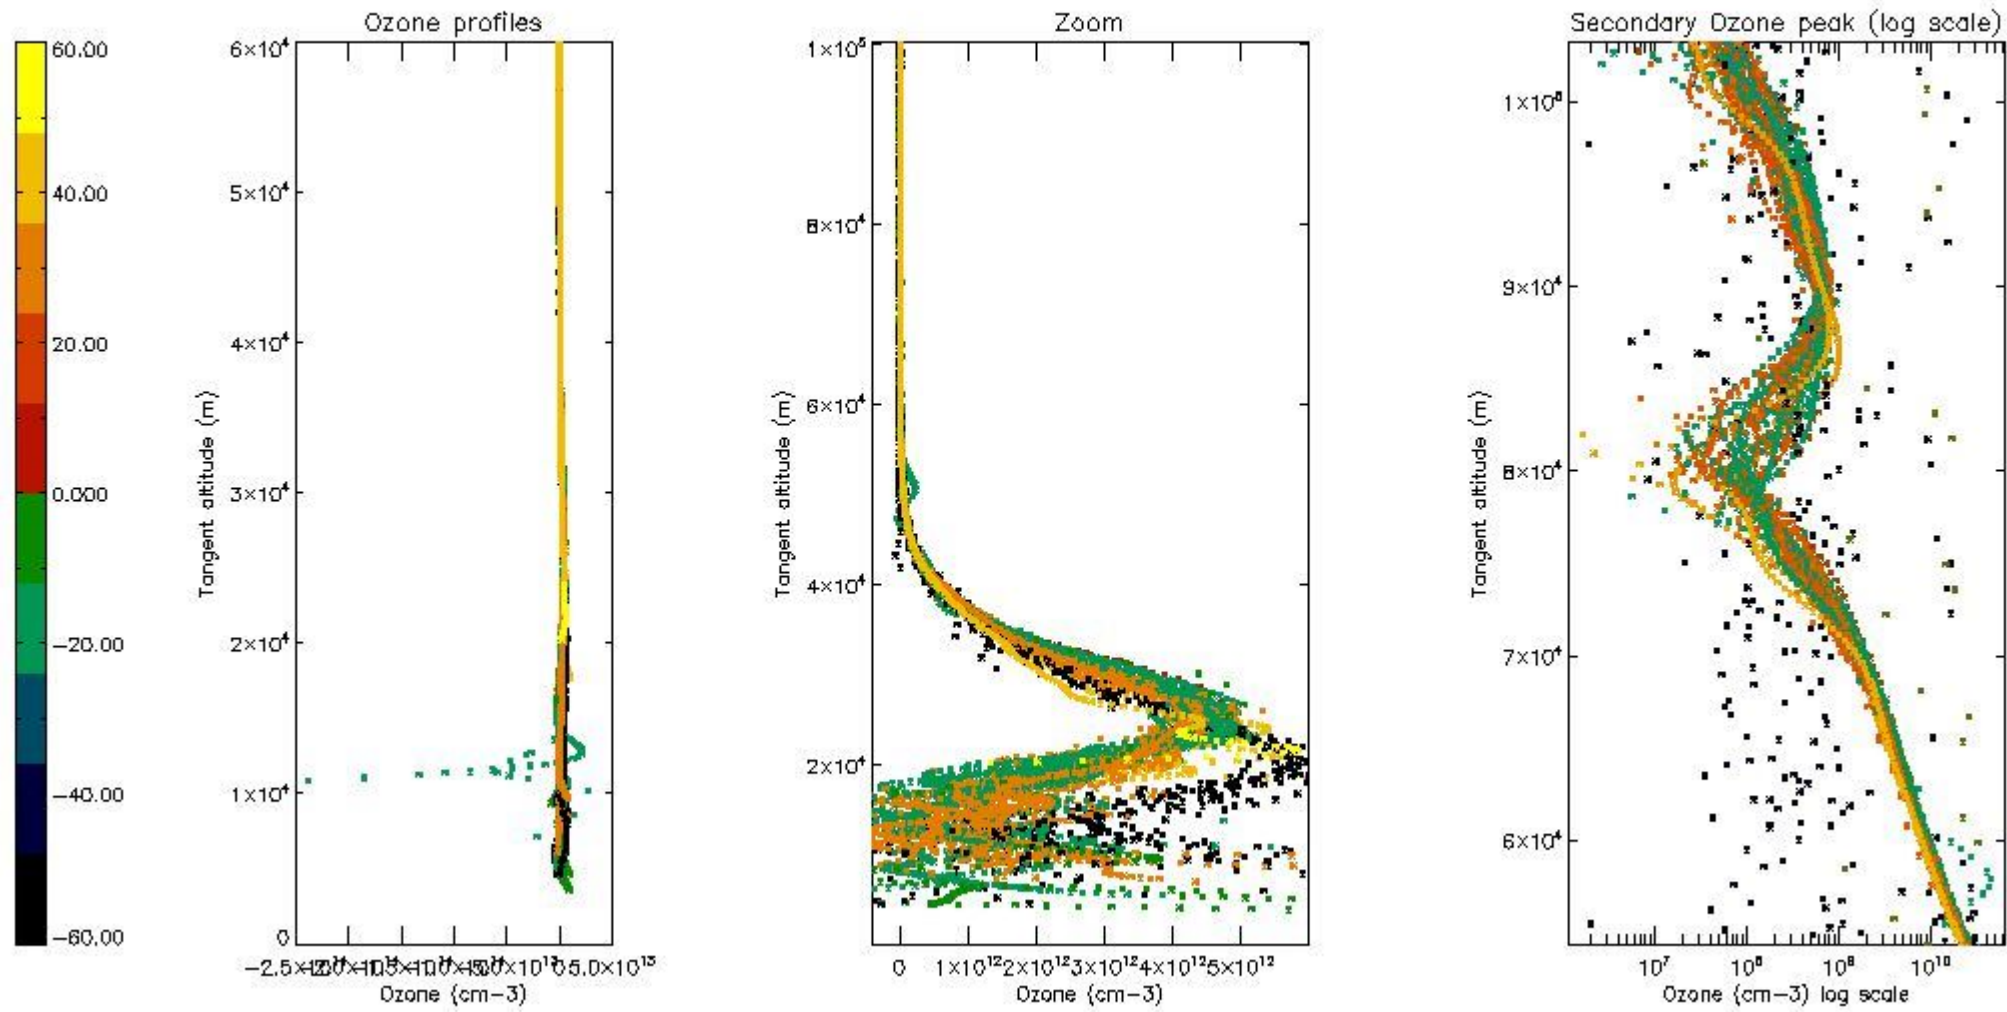 Ozone profiles
Zoom
Secondary Ozone peak (log scale)
60.00
40.00
20.00
0.000
−20.00
−40.00
−60.00
6×10⁴
5×10⁴
4×10⁴
3×10⁴
2×10⁴
1×10⁴
0
Tangent altitude (m)
5.0×10¹³
Ozone (cm−3)
1×10⁵
8×10⁴
6×10⁴
4×10⁴
2×10⁴
Tangent altitude (m)
0 1×10¹² 2×10¹² 3×10¹² 4×10¹² 5×10¹²
Ozone (cm−3)
1×10⁵
9×10⁴
8×10⁴
7×10⁴
6×10⁴
Tangent altitude (m)
10⁷ 10⁸ 10⁹ 10¹⁰
Ozone (cm−3) log scale